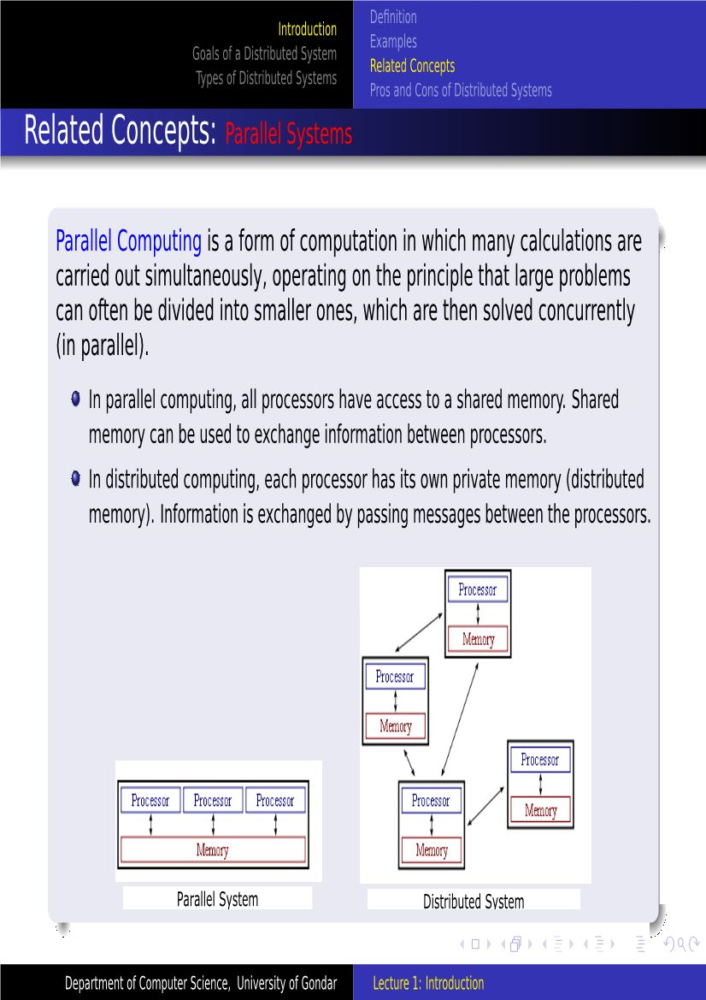 Introduction
Goals of a Distributed System
Types of Distributed Systems
Definition
Examples
Related Concepts
Pros and Cons of Distributed Systems
Related Concepts: Parallel Systems
Parallel Computing is a form of computation in which many calculations are
carried out simultaneously, operating on the principle that large problems
can often be divided into smaller ones, which are then solved concurrently
(in parallel).
In parallel computing, all processors have access to a shared memory. Shared
memory can be used to exchange information between processors.
In distributed computing, each processor has its own private memory (distributed
memory). Information is exchanged by passing messages between the processors.
Processor Processor Processor
Memory
Parallel System
Processor
Memory
Processor
Memory
Processor
Memory
Processor
Memory
Distributed System
Department of Computer Science, University of Gondar
Lecture 1: Introduction